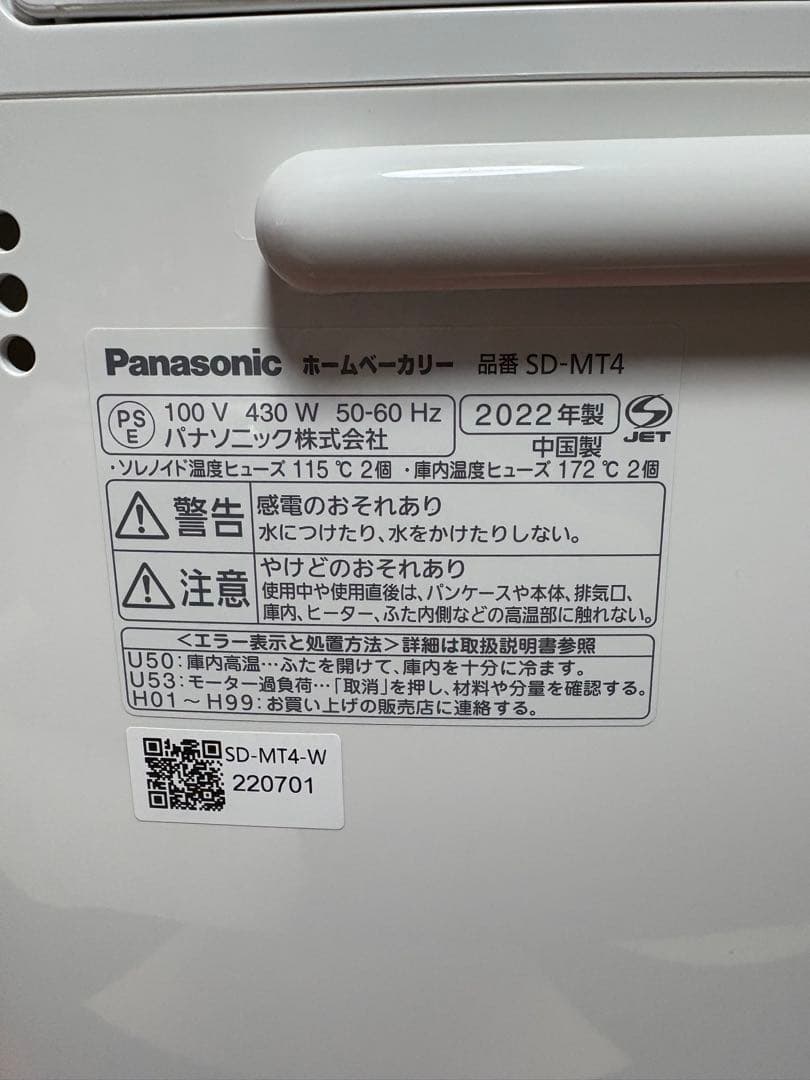 Panasonic ホームベーカリー 品番 SD-MT4
PS E 100 V 430 W 50-60 Hz 2022年製
パナソニック株式会社 中国製 JET
・ソレノイド温度ヒューズ 115 ℃ 2個 ・庫内温度ヒューズ 172 ℃ 2個
警告 感電のおそれあり
水につけたり、水をかけたりしない。
注意 やけどのおそれあり
使用中や使用直後は、パンケースや本体、排気口、
庫内、ヒーター、ふた内側などの高温部に触れない。
＜エラー表示と処置方法＞詳細は取扱説明書参照
U50：庫内高温…ふたを開けて、庫内を十分に冷ます。
U53：モーター過負荷…「取消」を押し、材料や分量を確認する。
H01～H99：お買い上げの販売店に連絡する。
SD-MT4-W
220701